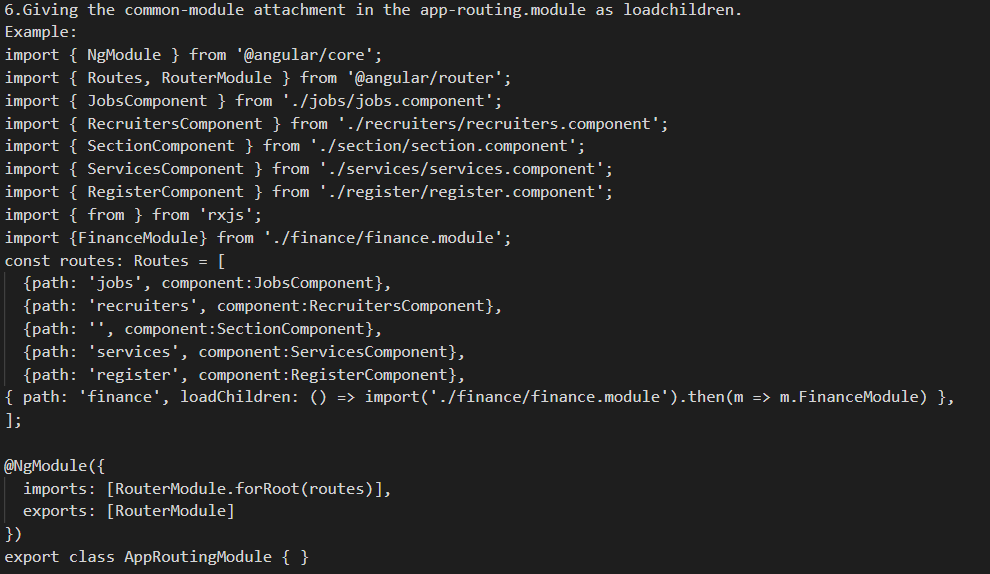 6.Giving the common-module attachment in the app-routing.module as loadchildren.
Example:
import { NgModule } from '@angular/core';
import { Routes, RouterModule } from '@angular/router';
import { JobsComponent } from './jobs/jobs.component';
import { RecruitersComponent } from './recruiters/recruiters.component';
import { SectionComponent } from './section/section.component';
import { ServicesComponent } from './services/services.component';
import { RegisterComponent } from './register/register.component';
import { from } from 'rxjs';
import {FinanceModule} from './finance/finance.module';
const routes: Routes = [
  {path: 'jobs', component:JobsComponent},
  {path: 'recruiters', component:RecruitersComponent},
  {path: '', component:SectionComponent},
  {path: 'services', component:ServicesComponent},
  {path: 'register', component:RegisterComponent},
{ path: 'finance', loadChildren: () => import('./finance/finance.module').then(m => m.FinanceModule) },
];

@NgModule({
  imports: [RouterModule.forRoot(routes)],
  exports: [RouterModule]
})
export class AppRoutingModule { }